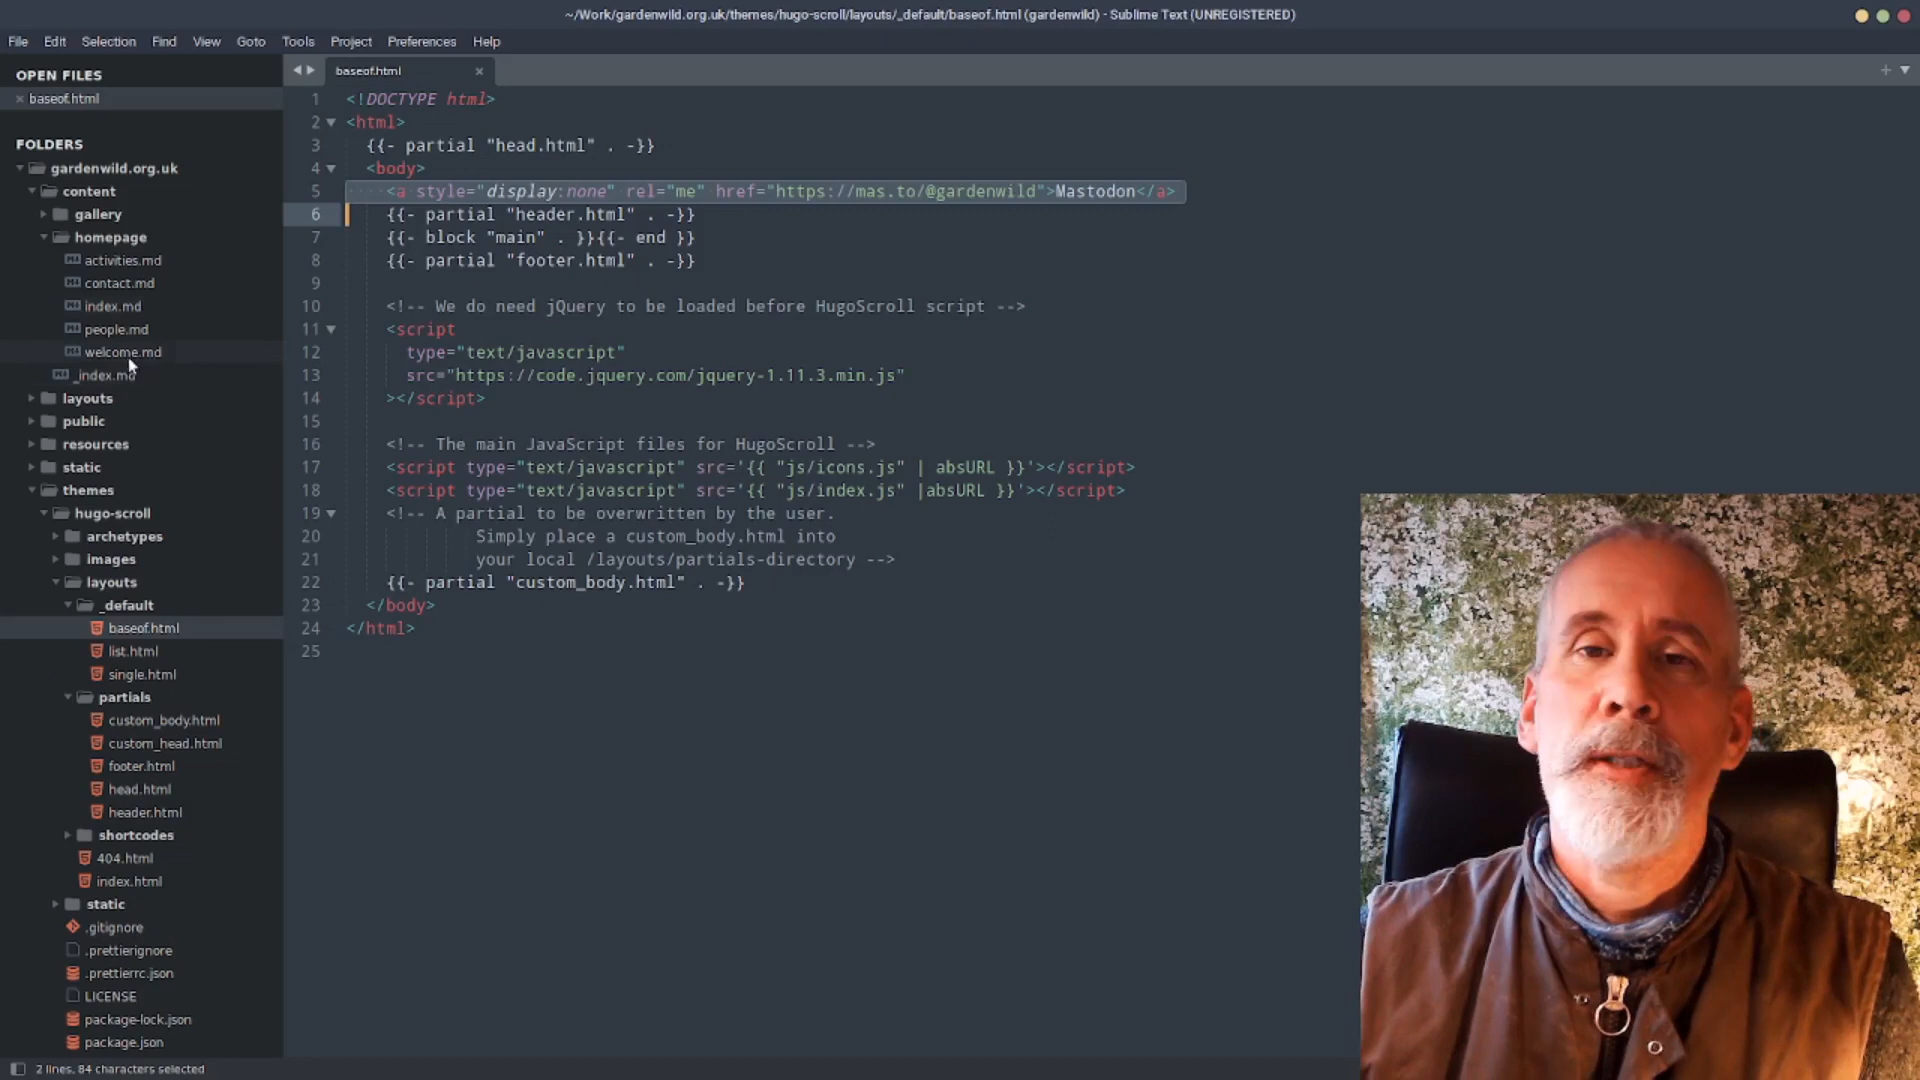 ~/Work/gardenwild.org.uk/themes/hugo-scroll/layouts/_default/baseof.html (gardenwild) - Sublime Text (UNREGISTERED)
File Edit Selection Find View Goto Tools Project Preferences Help
OPEN FILES
baseof.html
FOLDERS
gardenwild.org.uk
content
gallery
homepage
activities.md
contact.md
index.md
people.md
welcome.md
_index.md
layouts
public
resources
static
themes
hugo-scroll
archetypes
images
layouts
_default
baseof.html
list.html
single.html
partials
custom_body.html
custom_head.html
footer.html
head.html
header.html
shortcodes
404.html
index.html
static
.gitignore
.prettierignore
.prettierrc.json
LICENSE
package-lock.json
package.json
baseof.html
1 <!DOCTYPE html>
2 <html>
3 {{- partial "head.html" . -}}
4 <body>
5 <a style="display:none" rel="me" href="https://mas.to/@gardenwild">Mastodon</a>
6 {{- partial "header.html" . -}}
7 {{- block "main" . }}{{- end }}
8 {{- partial "footer.html" . -}}
9
10 <!-- We do need jQuery to be loaded before HugoScroll script -->
11 <script
12 type="text/javascript"
13 src="https://code.jquery.com/jquery-1.11.3.min.js"
14 ></script>
15
16 <!-- The main JavaScript files for HugoScroll -->
17 <script type="text/javascript" src='{{ "js/icons.js" | absURL }}'></script>
18 <script type="text/javascript" src='{{ "js/index.js" |absURL }}'></script>
19 <!-- A partial to be overwritten by the user.
20 Simply place a custom_body.html into
21 your local /layouts/partials-directory -->
22 {{- partial "custom_body.html" . -}}
23 </body>
24 </html>
25
2 lines, 84 characters selected